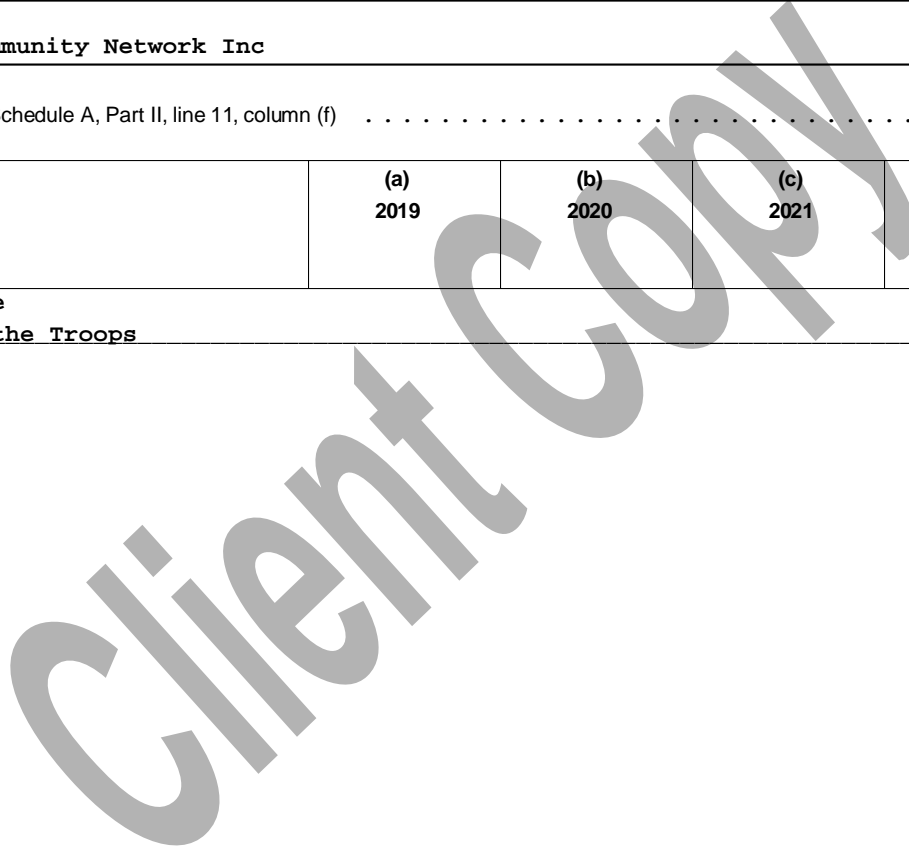 munity Network Inc
chedule A, Part II, line 11, column (f) . . . . . . . . . . . . . . . . . . . . . . . . . . . . .
(a) (b) (c)
2019 2020 2021
e
the Troops
Client Copy